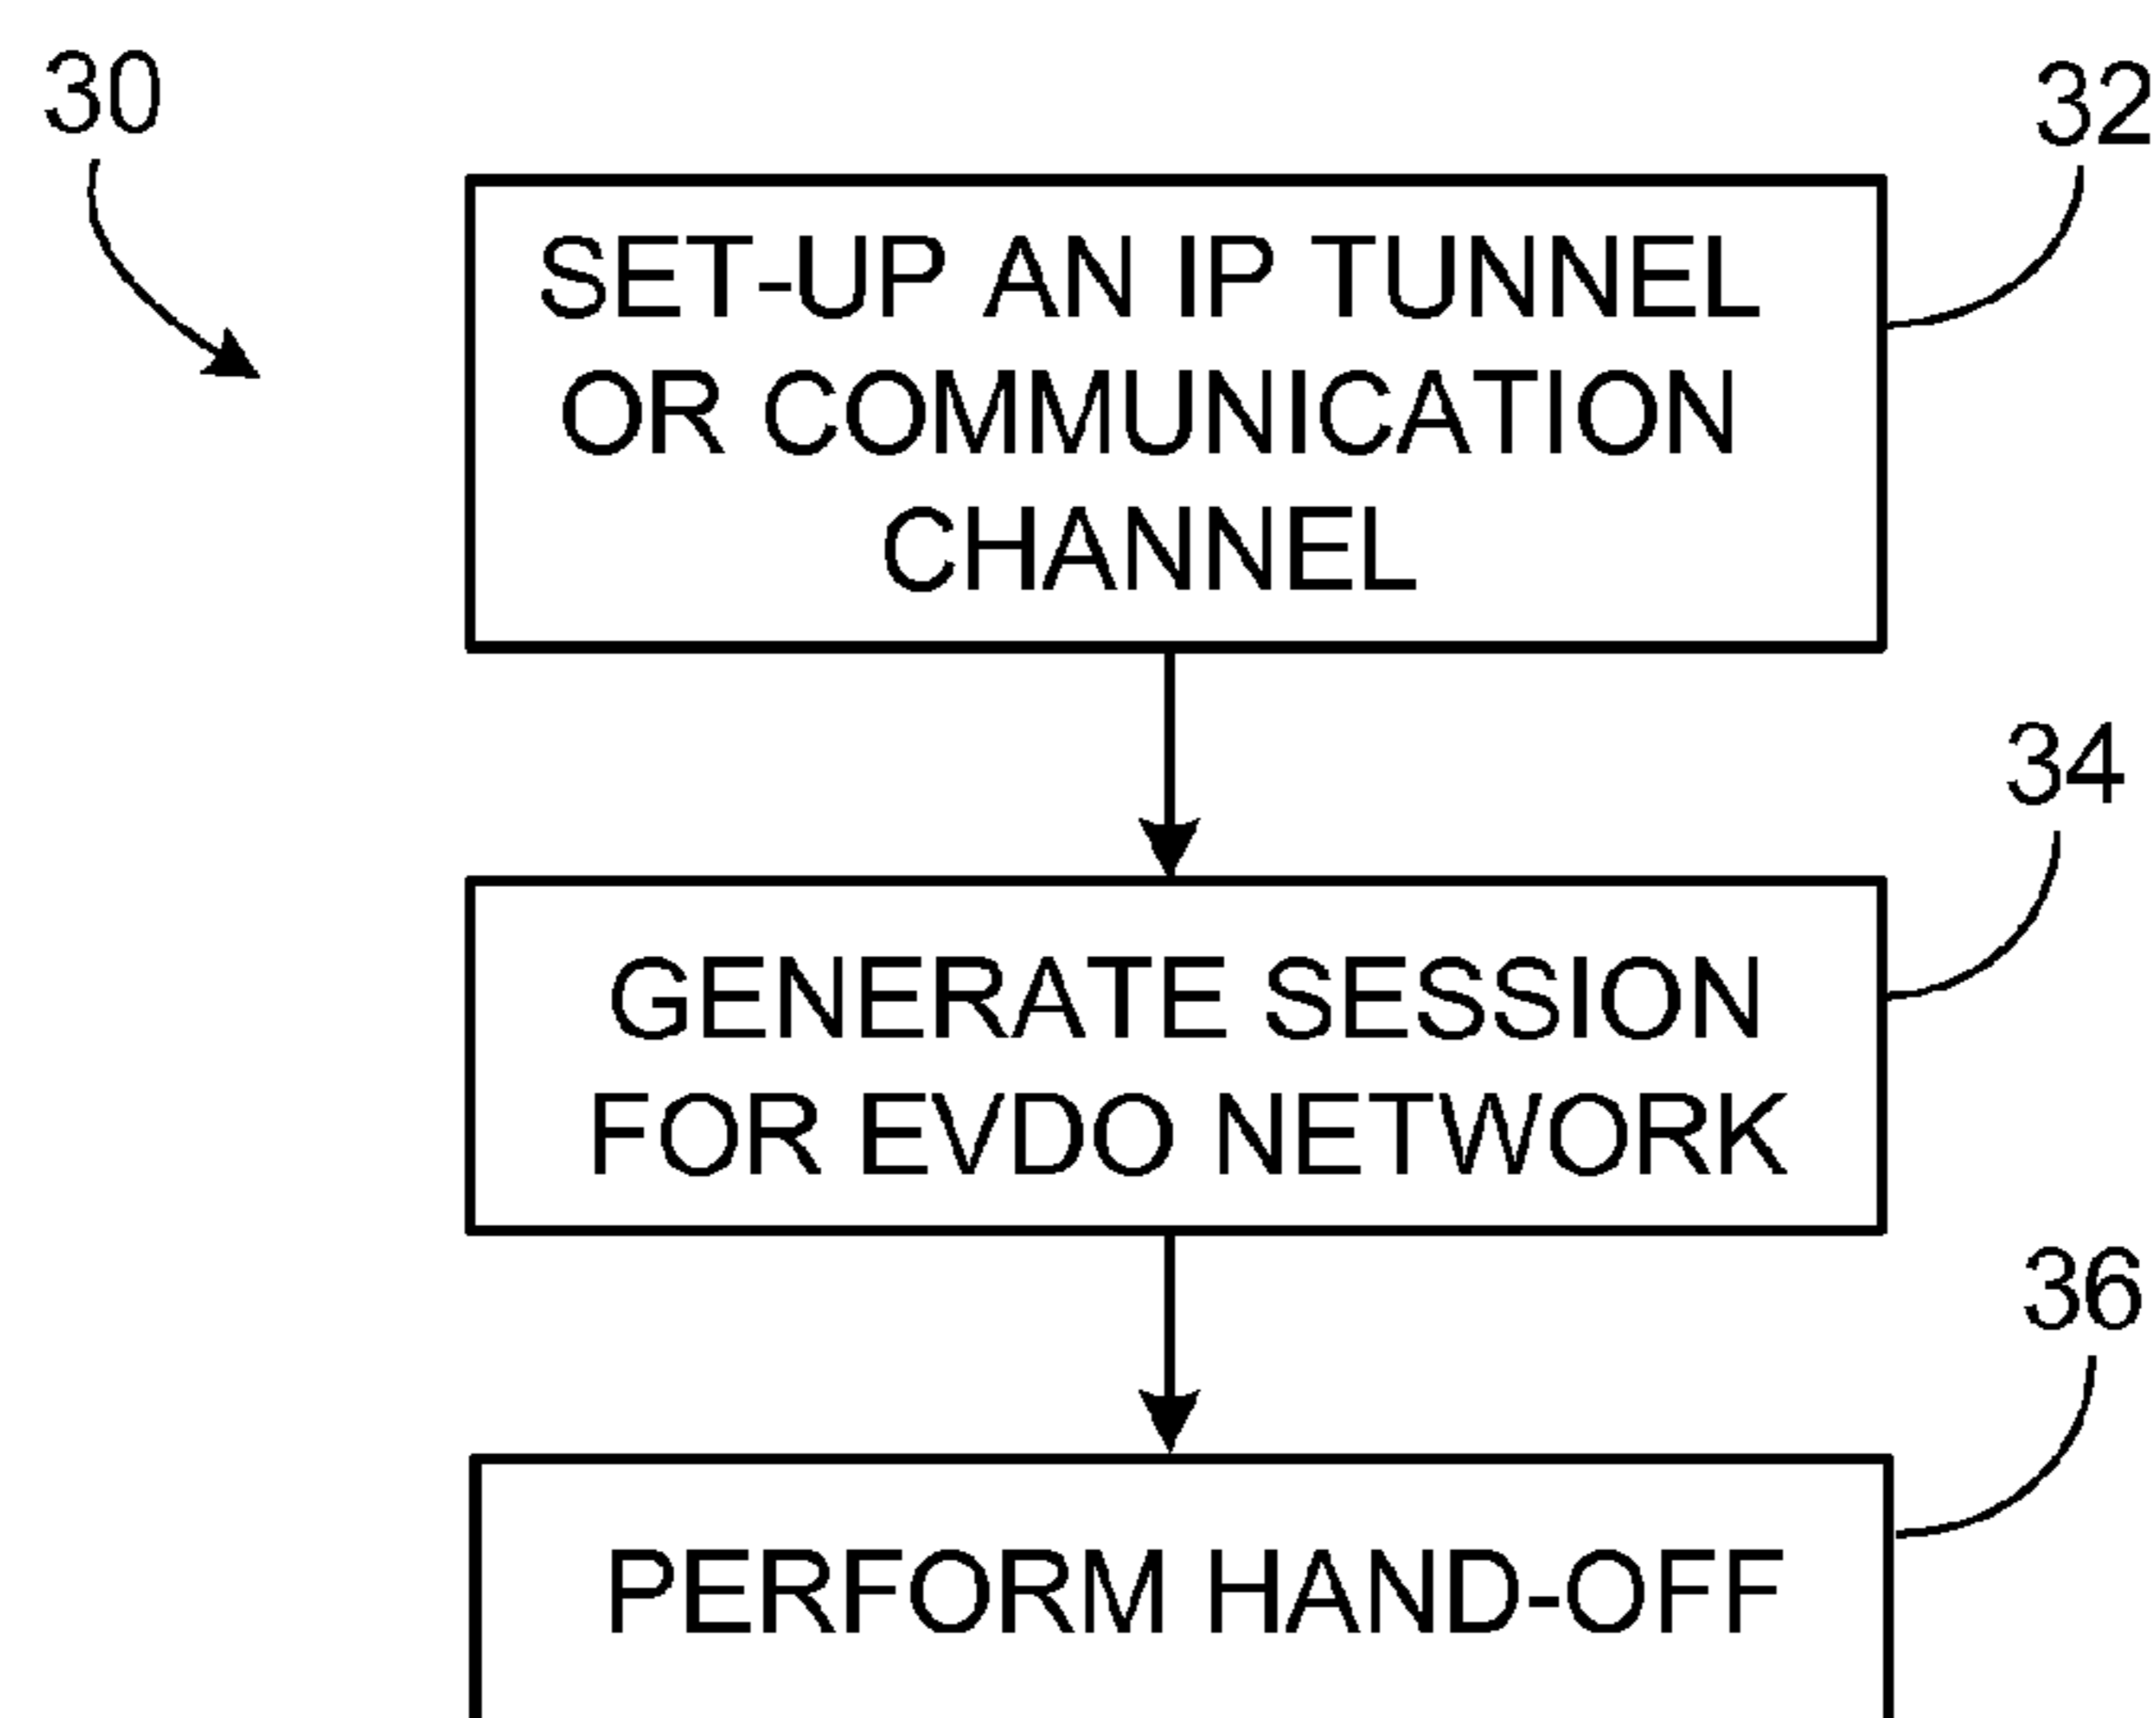 30
32
SET-UP AN IP TUNNEL
OR COMMUNICATION
CHANNEL
34
GENERATE SESSION
FOR EVDO NETWORK
36
PERFORM HAND-OFF